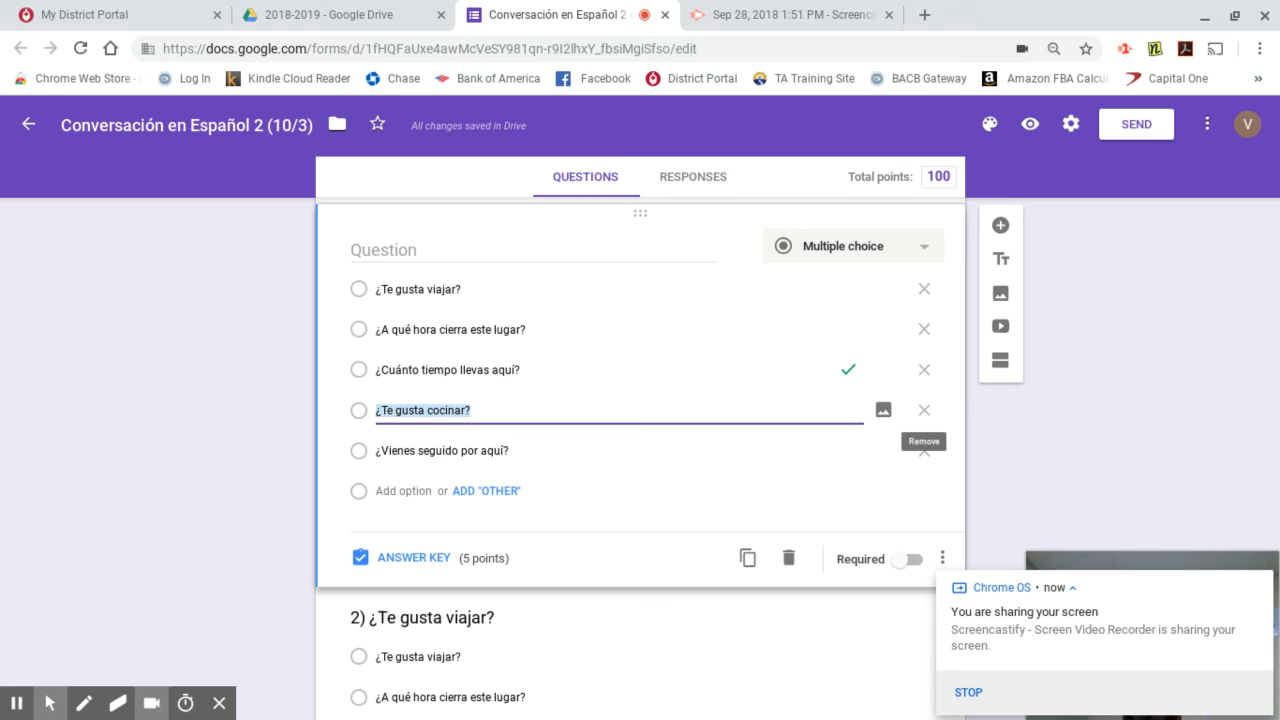 My District Portal
2018-2019 - Google Drive
Conversación en Español 2
Sep 28, 2018 1:51 PM - Screenca
https://docs.google.com/forms/d/1fHQFaUxe4awMcVeSY981qn-r9I2lhxY_fbsiMgiSfso/edit
Chrome Web Store -
Log In
Kindle Cloud Reader
Chase
Bank of America
Facebook
District Portal
TA Training Site
BACB Gateway
Amazon FBA Calcu
Capital One
»
Conversación en Español 2 (10/3)
All changes saved in Drive
SEND
V
QUESTIONS
RESPONSES
Total points: 100
Question
Multiple choice
¿Te gusta viajar?
¿A qué hora cierra este lugar?
¿Cuánto tiempo llevas aquí?
¿Te gusta cocinar?
Remove
¿Vienes seguido por aquí?
Add option or ADD "OTHER"
ANSWER KEY (5 points)
Required
Chrome OS • now
You are sharing your screen
Screencastify - Screen Video Recorder is sharing your
screen.
STOP
2) ¿Te gusta viajar?
¿Te gusta viajar?
¿A qué hora cierra este lugar?